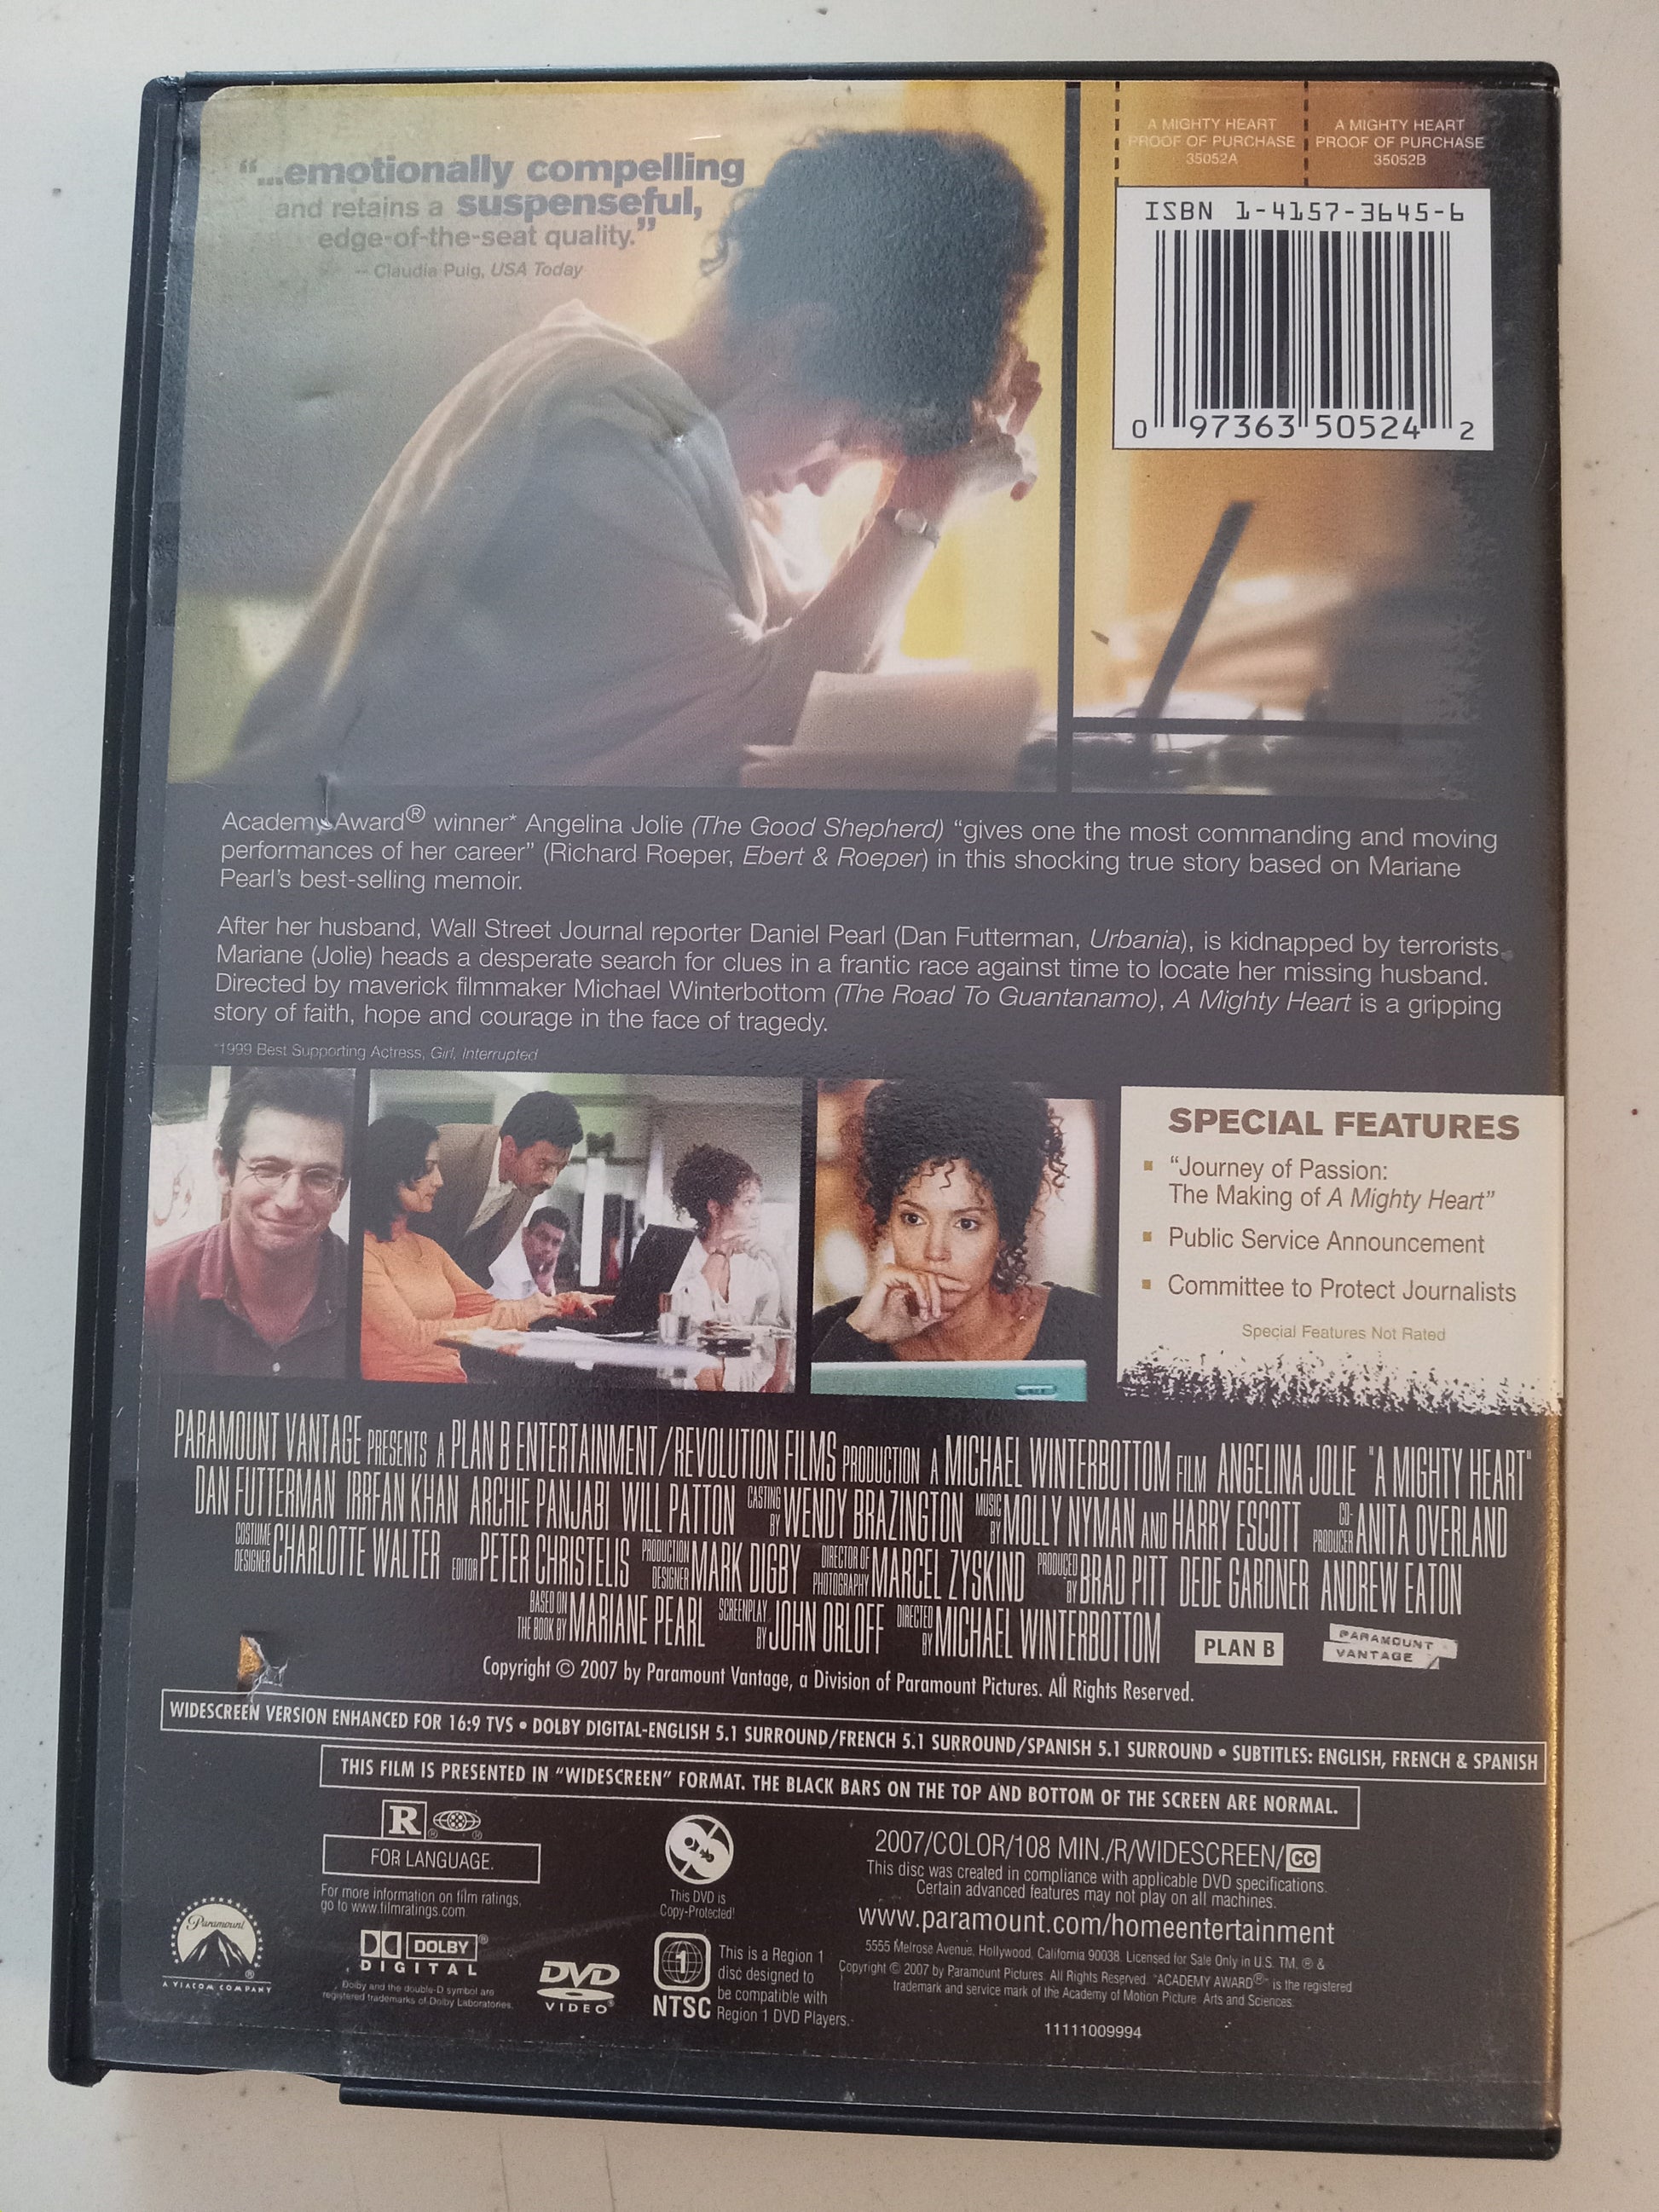 "...emotionally compelling
and retains a suspenseful,
edge-of-the-seat quality."
-- Claudia Puig, USA Today
A MIGHTY HEART
PROOF OF PURCHASE
35052A
A MIGHTY HEART
PROOF OF PURCHASE
35052B
ISBN 1-4157-3645-6
0 97363 50524 2
Academy Award® winner* Angelina Jolie (The Good Shepherd) "gives one the most commanding and moving
performances of her career" (Richard Roeper, Ebert & Roeper) in this shocking true story based on Mariane
Pearl's best-selling memoir.
After her husband, Wall Street Journal reporter Daniel Pearl (Dan Futterman, Urbania), is kidnapped by terrorists,
Mariane (Jolie) heads a desperate search for clues in a frantic race against time to locate her missing husband.
Directed by maverick filmmaker Michael Winterbottom (The Road To Guantanamo), A Mighty Heart is a gripping
story of faith, hope and courage in the face of tragedy.
*1999 Best Supporting Actress, Girl, Interrupted
SPECIAL FEATURES
▪ "Journey of Passion:
The Making of A Mighty Heart"
▪ Public Service Announcement
▪ Committee to Protect Journalists
Special Features Not Rated
PARAMOUNT VANTAGE PRESENTS A PLAN B ENTERTAINMENT/REVOLUTION FILMS PRODUCTION A MICHAEL WINTERBOTTOM FILM ANGELINA JOLIE "A MIGHTY HEART"
DAN FUTTERMAN IRRFAN KHAN ARCHIE PANJABI WILL PATTON CASTING BY WENDY BRAZINGTON MUSIC BY MOLLY NYMAN AND HARRY ESCOTT CO-PRODUCER ANITA OVERLAND
COSTUME DESIGNER CHARLOTTE WALTER EDITOR PETER CHRISTELIS PRODUCTION DESIGNER MARK DIGBY DIRECTOR OF PHOTOGRAPHY MARCEL ZYSKIND PRODUCED BY BRAD PITT DEDE GARDNER ANDREW EATON
BASED ON THE BOOK BY MARIANE PEARL SCREENPLAY BY JOHN ORLOFF DIRECTED BY MICHAEL WINTERBOTTOM PLAN B PARAMOUNT VANTAGE
Copyright © 2007 by Paramount Vantage, a Division of Paramount Pictures. All Rights Reserved.
WIDESCREEN VERSION ENHANCED FOR 16:9 TVS • DOLBY DIGITAL-ENGLISH 5.1 SURROUND/FRENCH 5.1 SURROUND/SPANISH 5.1 SURROUND • SUBTITLES: ENGLISH, FRENCH & SPANISH
THIS FILM IS PRESENTED IN "WIDESCREEN" FORMAT. THE BLACK BARS ON THE TOP AND BOTTOM OF THE SCREEN ARE NORMAL.
R
FOR LANGUAGE.
For more information on film ratings,
go to www.filmratings.com
Paramount
A VIACOM COMPANY
DOLBY®
DIGITAL
Dolby and the double-D symbol are
registered trademarks of Dolby Laboratories.
DVD
VIDEO
This DVD is
Copy-Protected!
1
NTSC
This is a Region 1
disc designed to
be compatible with
Region 1 DVD Players.
2007/COLOR/108 MIN./R/WIDESCREEN/CC
This disc was created in compliance with applicable DVD specifications.
Certain advanced features may not play on all machines.
www.paramount.com/homeentertainment
5555 Melrose Avenue, Hollywood, California 90038. Licensed for Sale Only in U.S. TM, ® &
Copyright © 2007 by Paramount Pictures. All Rights Reserved. "ACADEMY AWARD®" is the registered
trademark and service mark of the Academy of Motion Picture Arts and Sciences.
11111009994